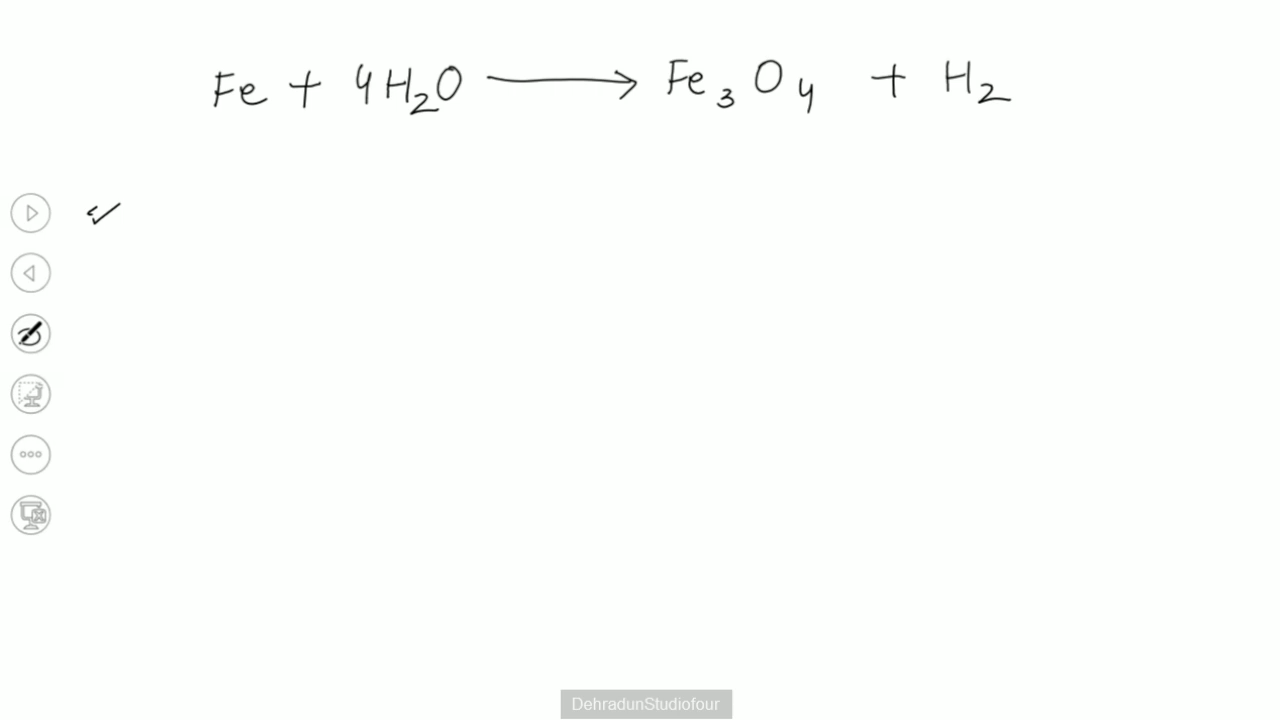 Fe + 4H₂O ⟶ Fe₃O₄ + H₂
DehradunStudiofour